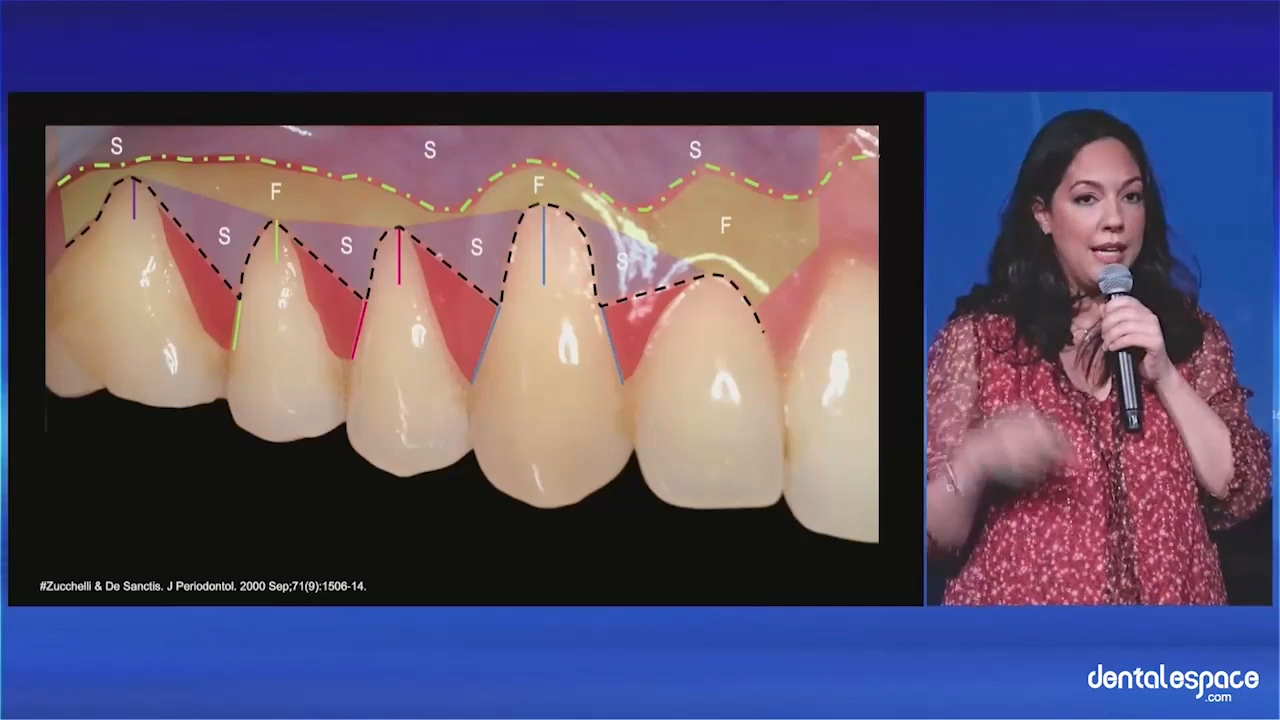 S
S
S
F
F
F
S
S
S
S
#Zucchelli & De Sanctis. J Periodontol. 2000 Sep;71(9):1506-14.
dentalespace
.com